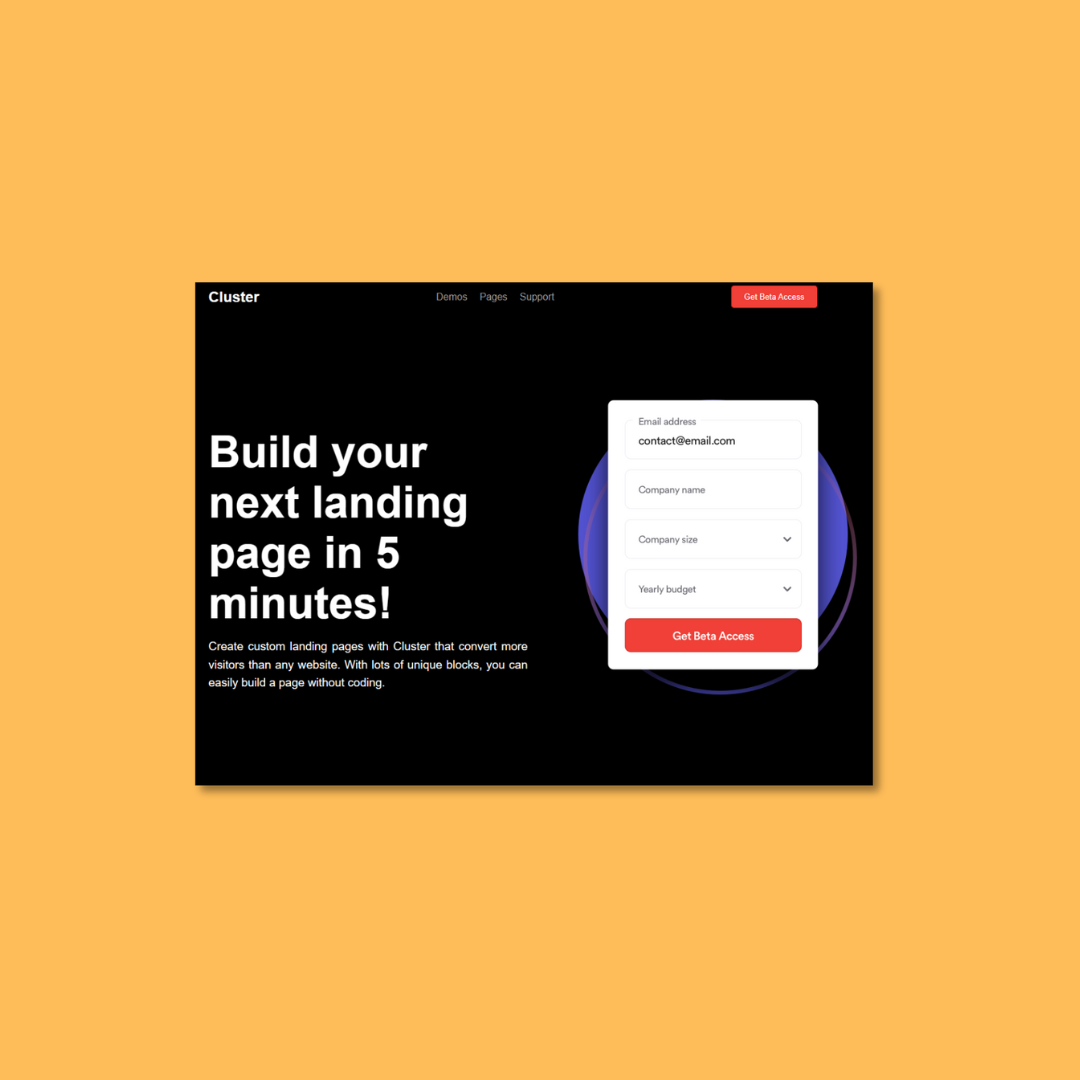 Cluster
Demos Pages Support
Get Beta Access
Build your
next landing
page in 5
minutes!
Create custom landing pages with Cluster that convert more
visitors than any website. With lots of unique blocks, you can
easily build a page without coding.
Email address
contact@email.com
Company name
Company size
Yearly budget
Get Beta Access